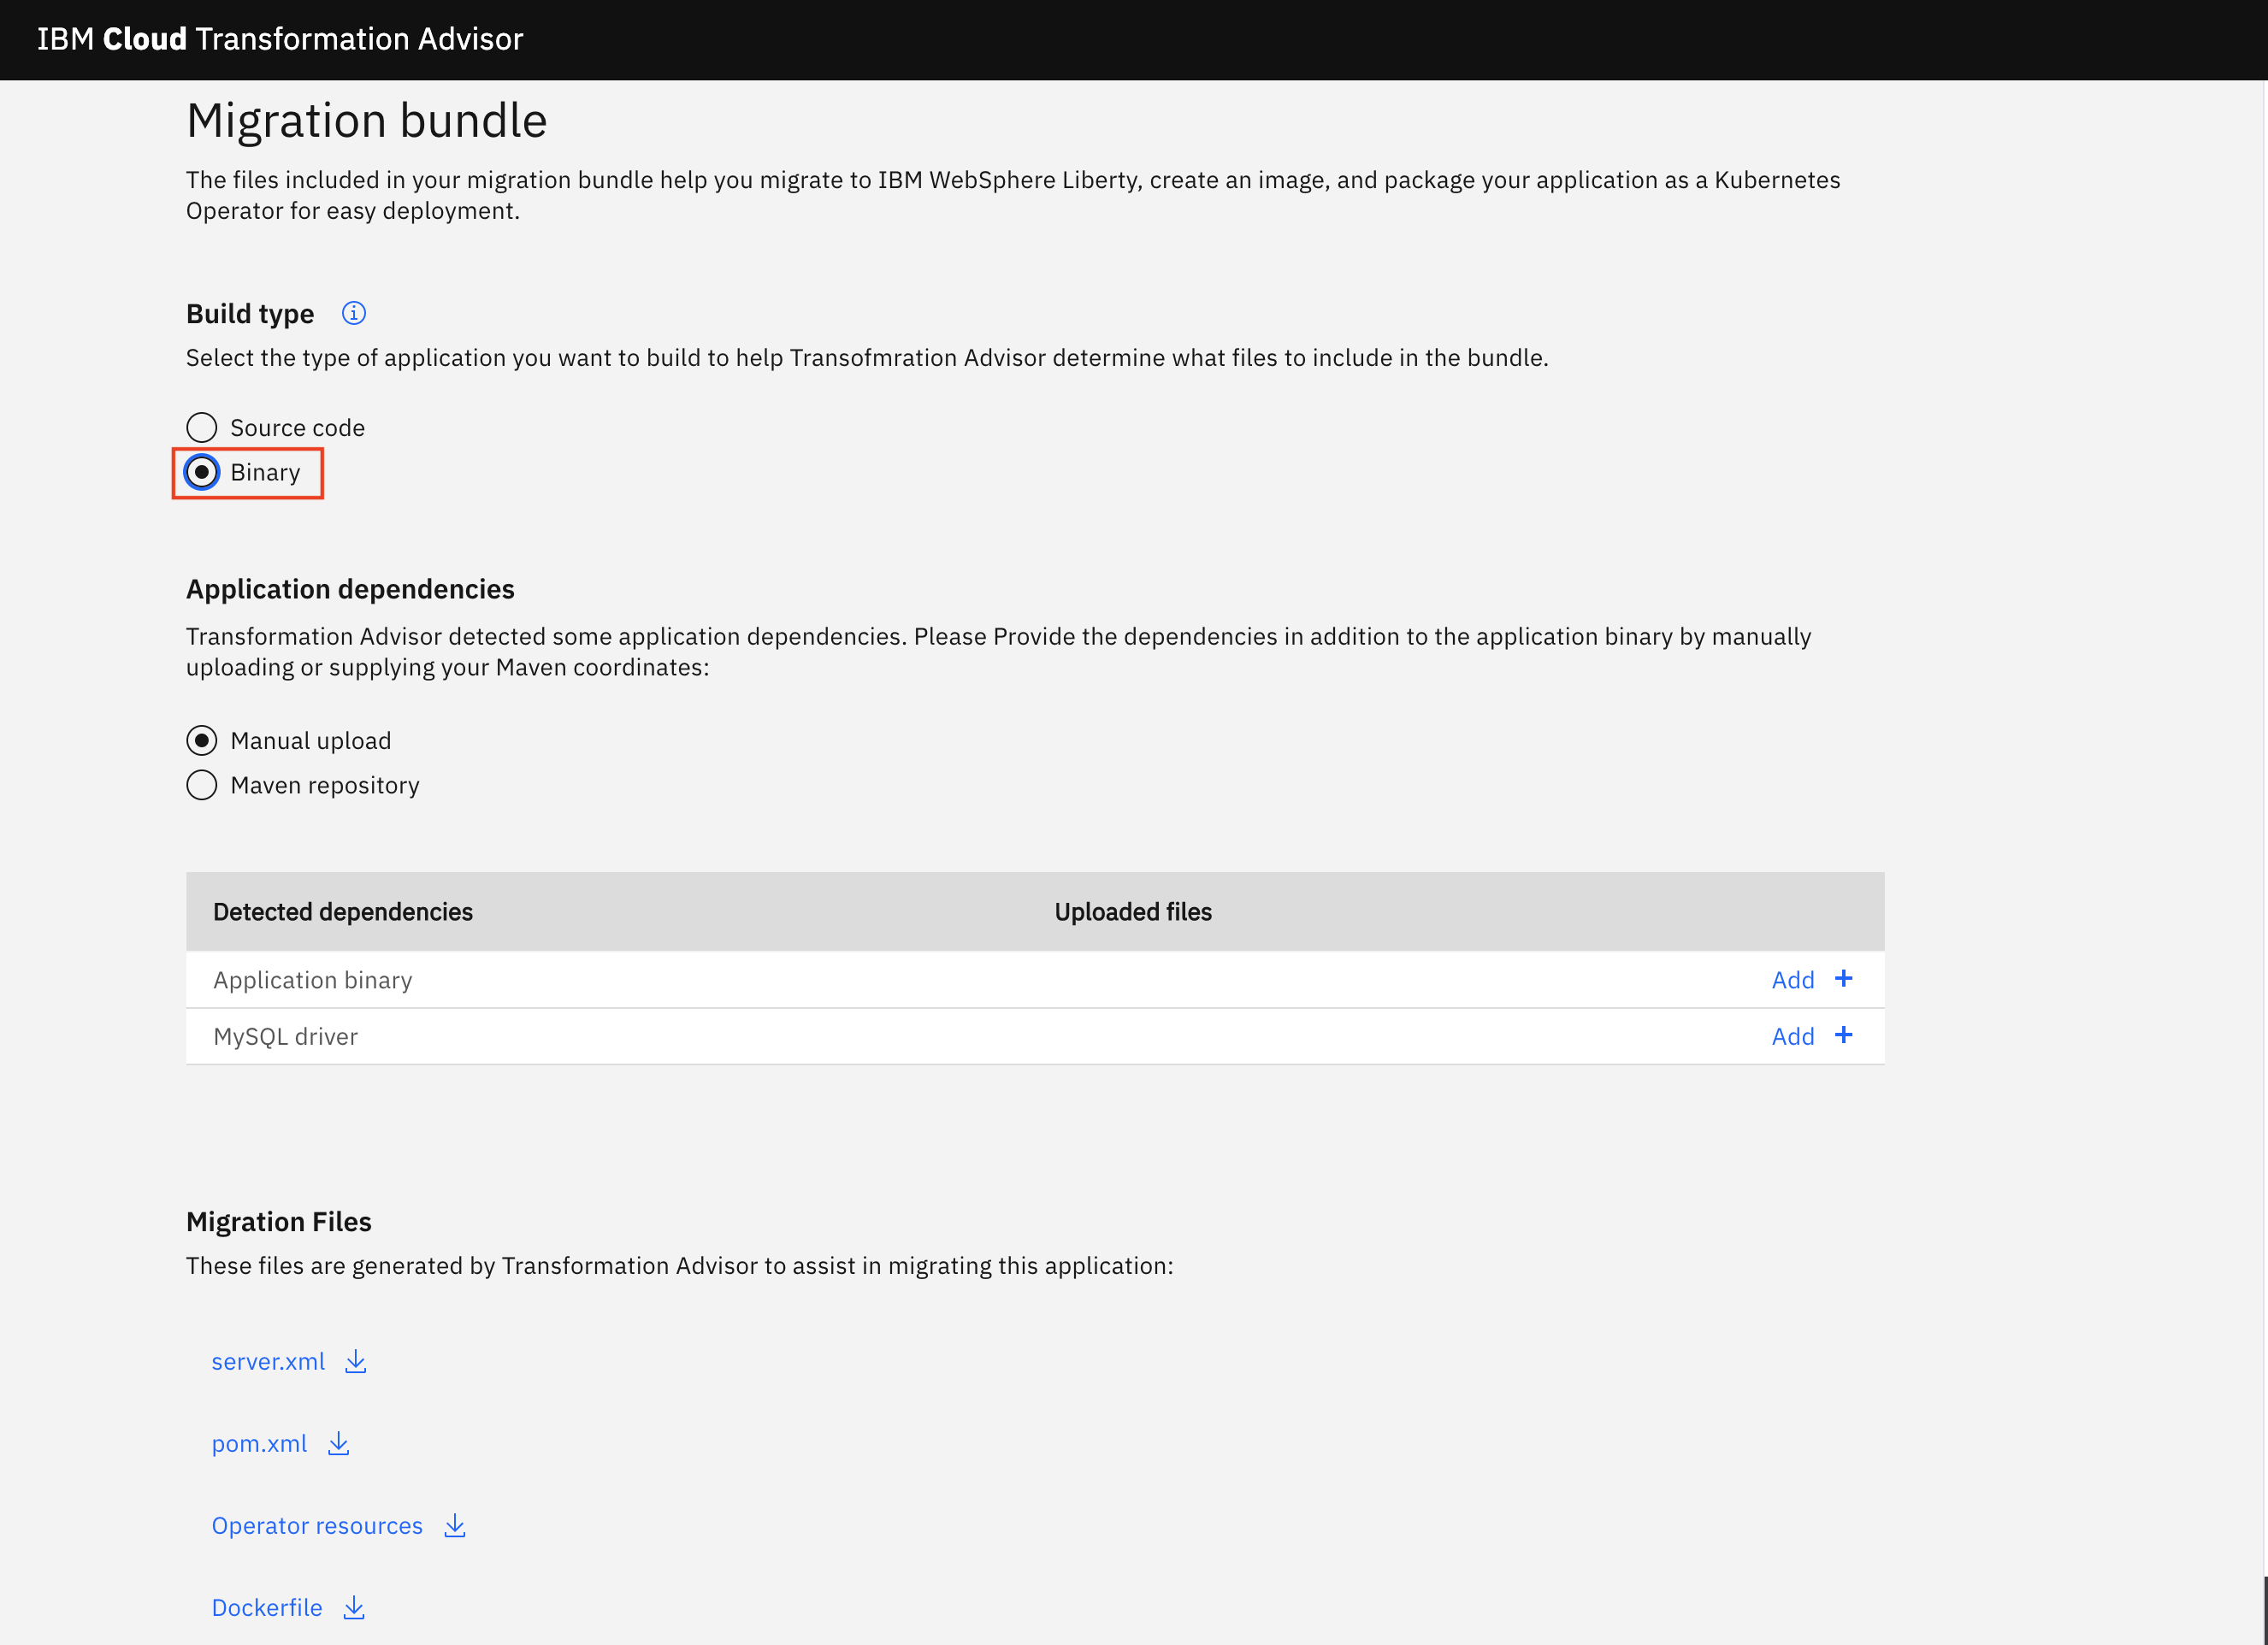 IBM Cloud Transformation Advisor
Migration bundle
The files included in your migration bundle help you migrate to IBM WebSphere Liberty, create an image, and package your application as a Kubernetes
Operator for easy deployment.
Build type
Select the type of application you want to build to help Transofmration Advisor determine what files to include in the bundle.
Source code
Binary
Application dependencies
Transformation Advisor detected some application dependencies. Please Provide the dependencies in addition to the application binary by manually
uploading or supplying your Maven coordinates:
Manual upload
Maven repository
Detected dependencies Uploaded files
Application binary Add +
MySQL driver Add +
Migration Files
These files are generated by Transformation Advisor to assist in migrating this application:
server.xml
pom.xml
Operator resources
Dockerfile